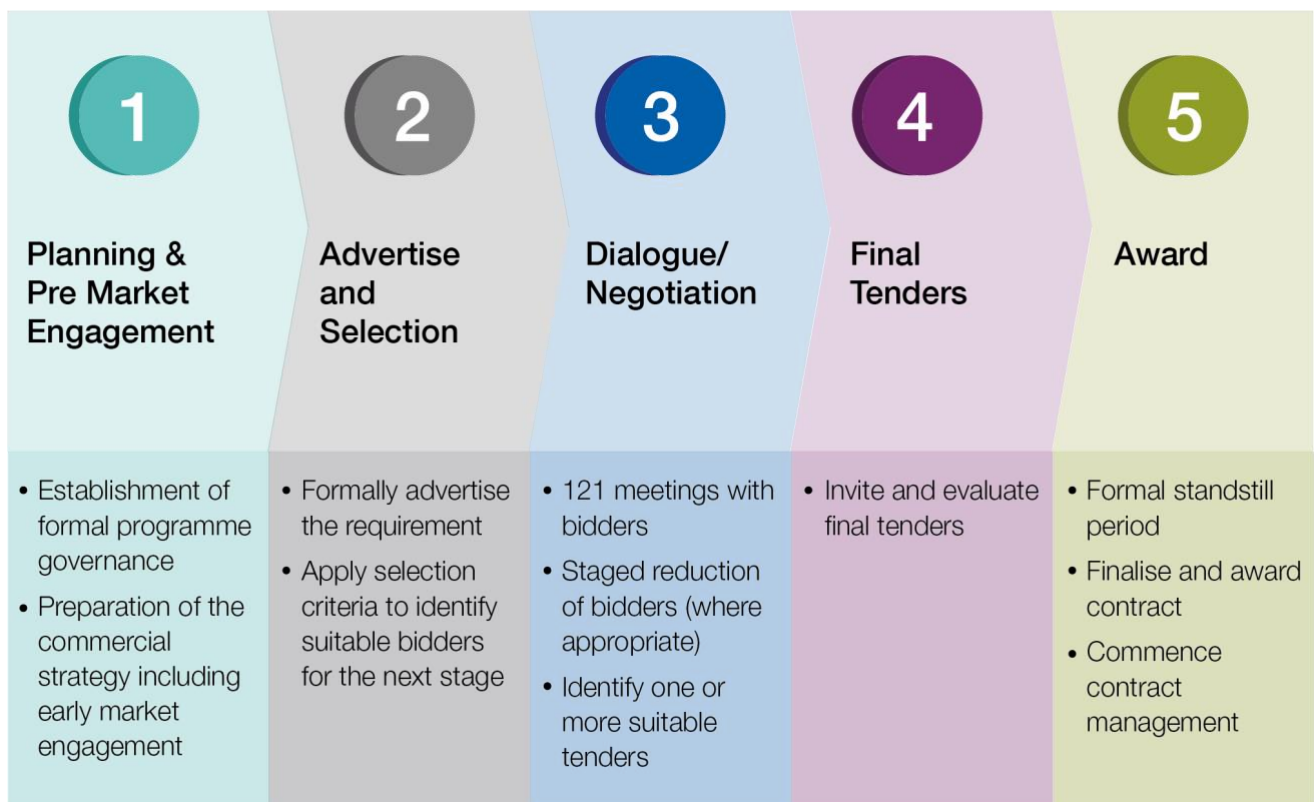 1
Planning &
Pre Market
Engagement
• Establishment of
formal programme
governance
• Preparation of the
commercial
strategy including
early market
engagement
2
Advertise
and
Selection
• Formally advertise
the requirement
• Apply selection
criteria to identify
suitable bidders
for the next stage
3
Dialogue/
Negotiation
• 121 meetings with
bidders
• Staged reduction
of bidders (where
appropriate)
• Identify one or
more suitable
tenders
4
Final
Tenders
• Invite and evaluate
final tenders
5
Award
• Formal standstill
period
• Finalise and award
contract
• Commence
contract
management